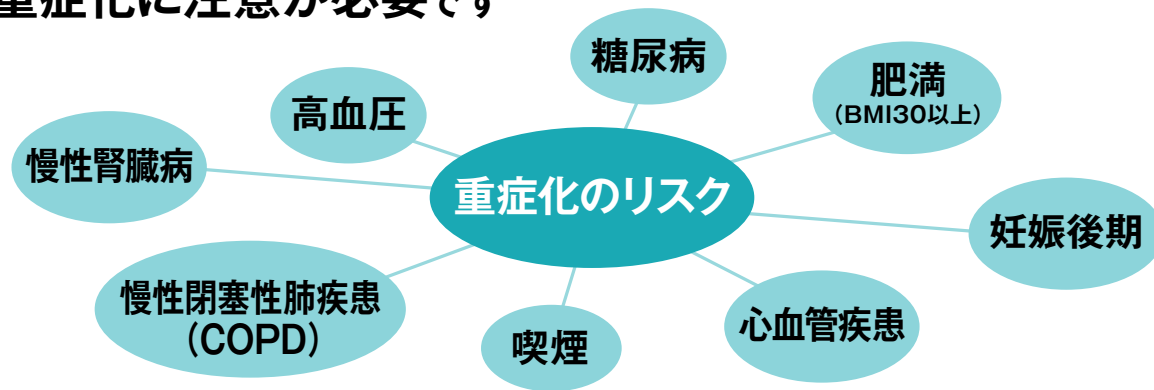 重症化に注意が必要です
糖尿病
肥満
(BMI30以上)
高血圧
慢性腎臓病
重症化のリスク
妊娠後期
慢性閉塞性肺疾患
(COPD)
喫煙
心血管疾患